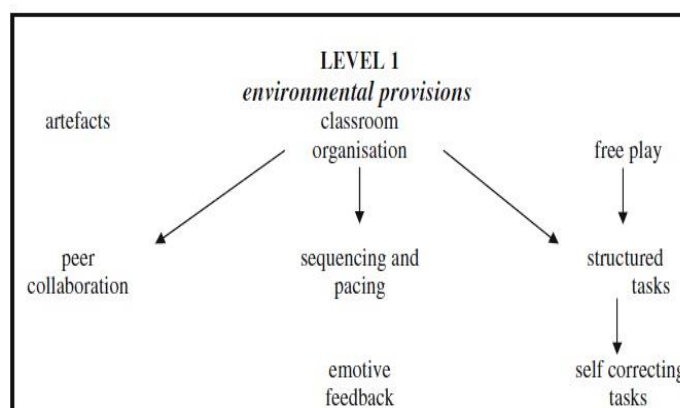 LEVEL 1
environmental provisions
artefacts
classroom
organisation
free play
peer
collaboration
sequencing and
pacing
structured
tasks
emotive
feedback
self correcting
tasks